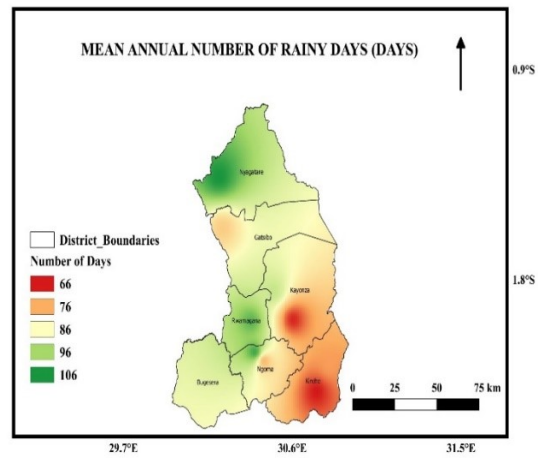 MEAN ANNUAL NUMBER OF RAINY DAYS (DAYS)
0.9°S
Nyagatare
Gatsibo
District_Boundaries
Number of Days
66
76
86
96
106
Kayonza
1.8°S
Rwamagana
Ngoma
Bugesera
Kirehe
0 25 50 75 km
29.7°E 30.6°E 31.5°E